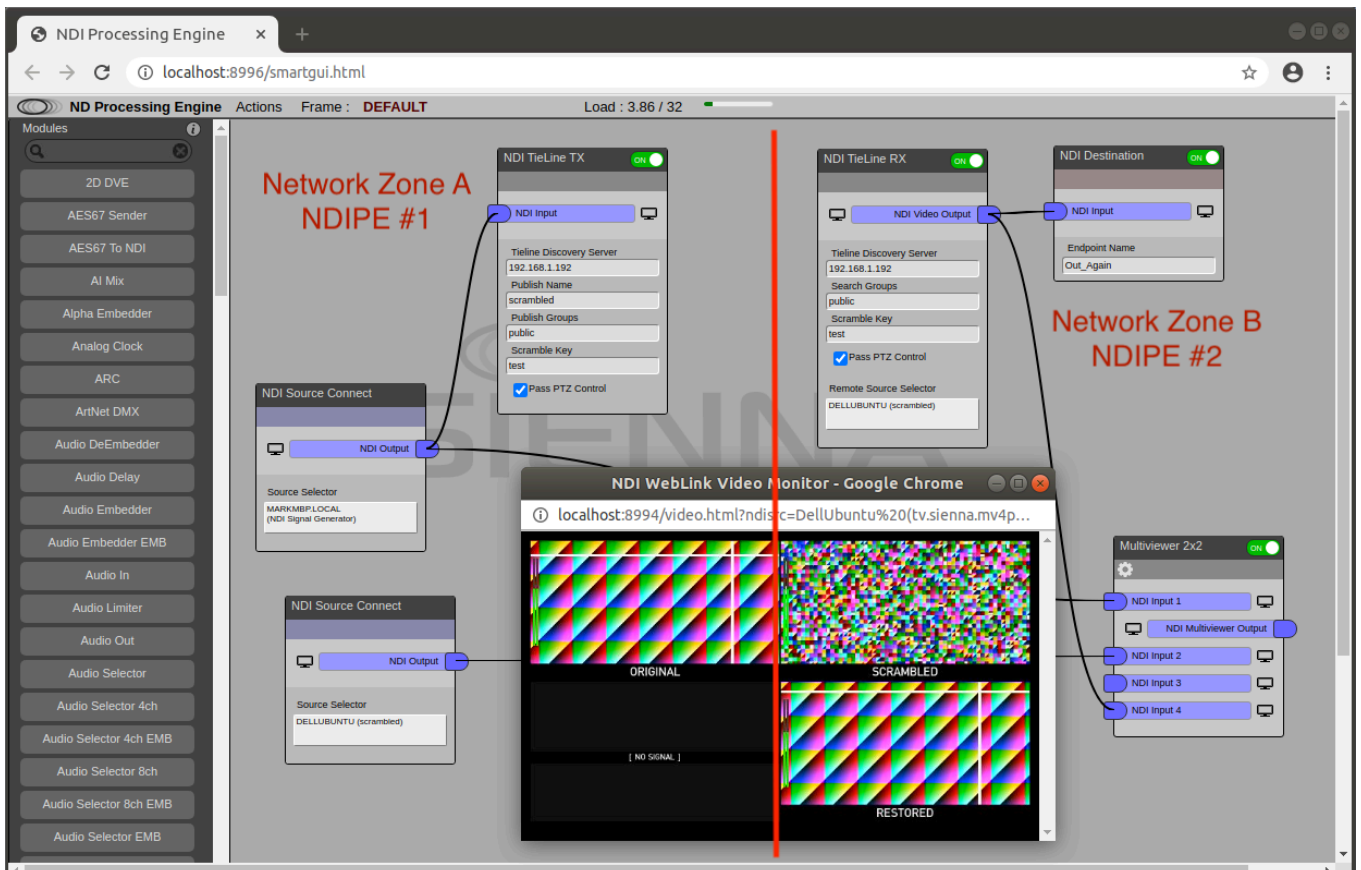 NDI Processing Engine
localhost:8996/smartgui.html
ND Processing Engine Actions Frame : DEFAULT Load : 3.86 / 32
Modules
2D DVE
AES67 Sender
AES67 To NDI
AI Mix
Alpha Embedder
Analog Clock
ARC
ArtNet DMX
Audio DeEmbedder
Audio Delay
Audio Embedder
Audio Embedder EMB
Audio In
Audio Limiter
Audio Out
Audio Selector
Audio Selector 4ch
Audio Selector 4ch EMB
Audio Selector 8ch
Audio Selector 8ch EMB
Audio Selector EMB
Network Zone A
NDIPE #1
NDI TieLine TX
ON
NDI Input
Tieline Discovery Server
192.168.1.192
Publish Name
scrambled
Publish Groups
public
Scramble Key
test
Pass PTZ Control
NDI TieLine RX
ON
NDI Video Output
Tieline Discovery Server
192.168.1.192
Search Groups
public
Scramble Key
test
Pass PTZ Control
Remote Source Selector
DELLUBUNTU (scrambled)
NDI Destination
ON
NDI Input
Endpoint Name
Out_Again
Network Zone B
NDIPE #2
SIENNA
NDI Source Connect
NDI Output
Source Selector
MARKMBP.LOCAL
(NDI Signal Generator)
NDI Source Connect
NDI Output
Source Selector
DELLUBUNTU (scrambled)
NDI WebLink Video Monitor - Google Chrome
localhost:8994/video.html?ndisrc=DellUbuntu%20(tv.sienna.mv4p...
ORIGINAL
SCRAMBLED
[ NO SIGNAL ]
RESTORED
Multiviewer 2x2
ON
NDI Input 1
NDI Multiviewer Output
NDI Input 2
NDI Input 3
NDI Input 4